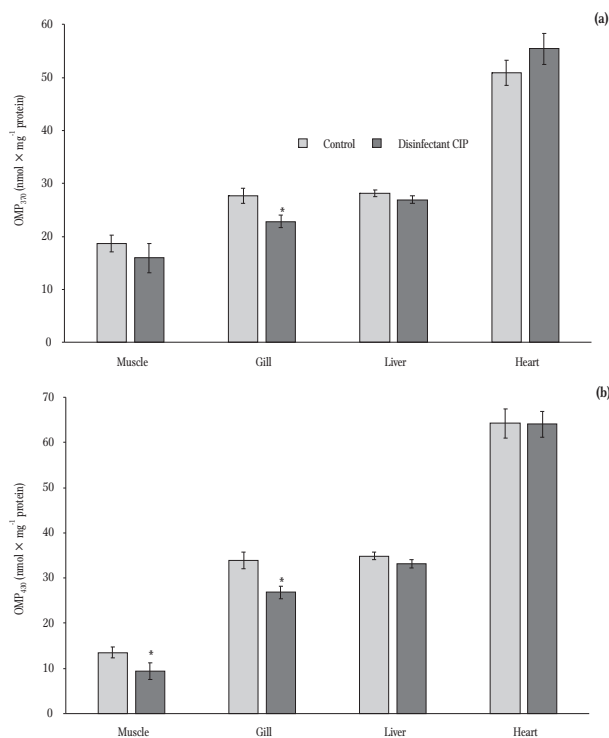 (a)
OMP₃₇₀ (nmol × mg⁻¹ protein)
60
50
40
30
20
10
0
Control Disinfectant CIP
*
Muscle Gill Liver Heart
(b)
OMP₄₃₀ (nmol × mg⁻¹ protein)
70
60
50
40
30
20
10
0
*
*
Muscle Gill Liver Heart